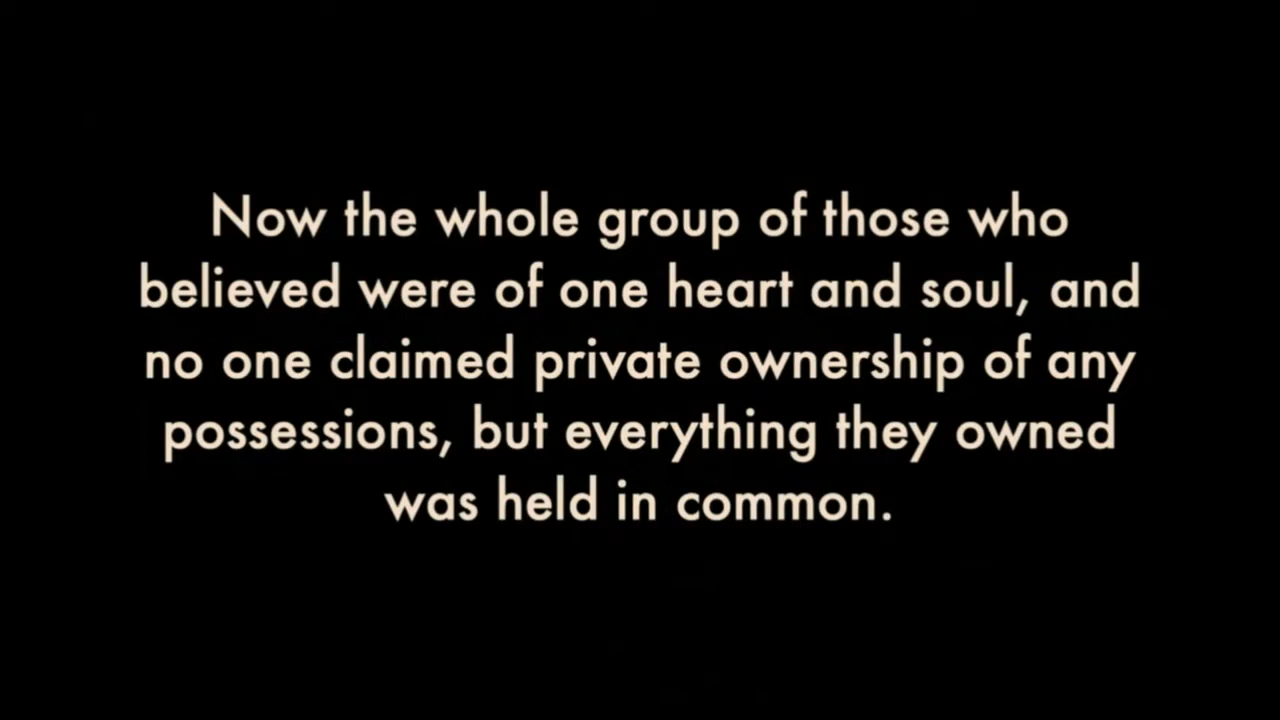 Now the whole group of those who
believed were of one heart and soul, and
no one claimed private ownership of any
possessions, but everything they owned
was held in common.